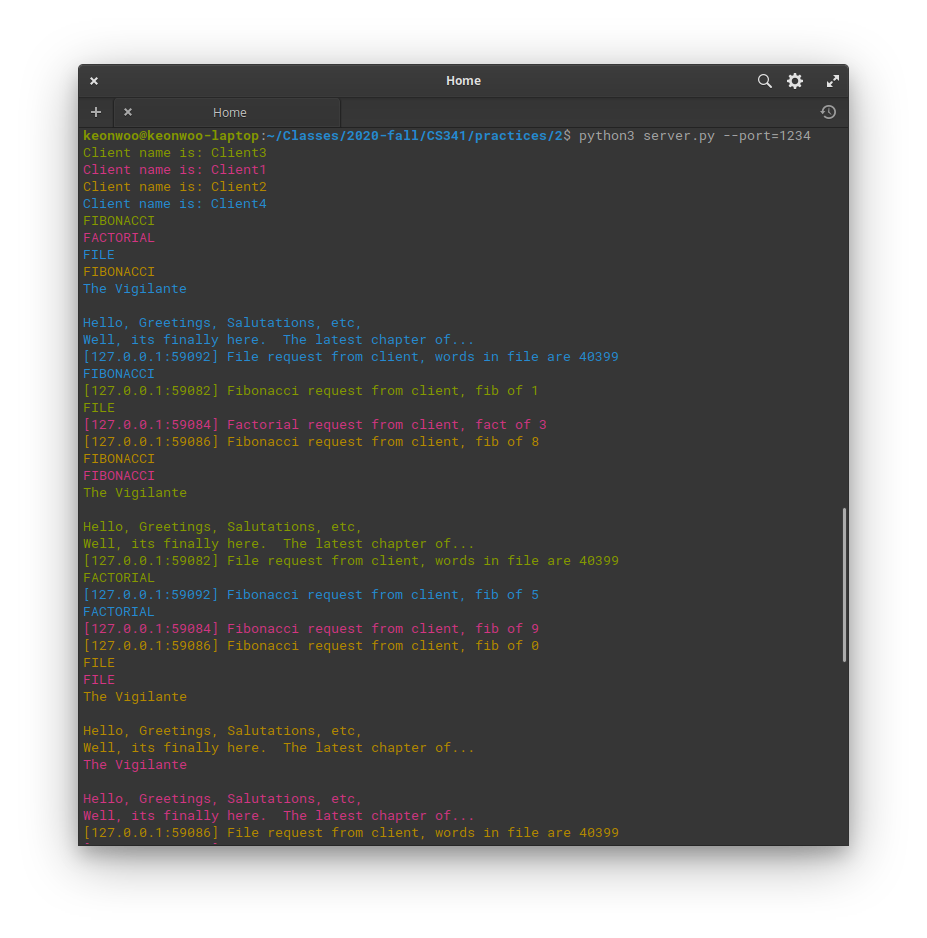 Home
Home
keonwoo@keonwoo-laptop:~/Classes/2020-fall/CS341/practices/2$ python3 server.py --port=1234
Client name is: Client3
Client name is: Client1
Client name is: Client2
Client name is: Client4
FIBONACCI
FACTORIAL
FILE
FIBONACCI
The Vigilante
Hello, Greetings, Salutations, etc,
Well, its finally here.  The latest chapter of...
[127.0.0.1:59092] File request from client, words in file are 40399
FIBONACCI
[127.0.0.1:59082] Fibonacci request from client, fib of 1
FILE
[127.0.0.1:59084] Factorial request from client, fact of 3
[127.0.0.1:59086] Fibonacci request from client, fib of 8
FIBONACCI
FIBONACCI
The Vigilante
Hello, Greetings, Salutations, etc,
Well, its finally here.  The latest chapter of...
[127.0.0.1:59082] File request from client, words in file are 40399
FACTORIAL
[127.0.0.1:59092] Fibonacci request from client, fib of 5
FACTORIAL
[127.0.0.1:59084] Fibonacci request from client, fib of 9
[127.0.0.1:59086] Fibonacci request from client, fib of 0
FILE
FILE
The Vigilante
Hello, Greetings, Salutations, etc,
Well, its finally here.  The latest chapter of...
The Vigilante
Hello, Greetings, Salutations, etc,
Well, its finally here.  The latest chapter of...
[127.0.0.1:59086] File request from client, words in file are 40399